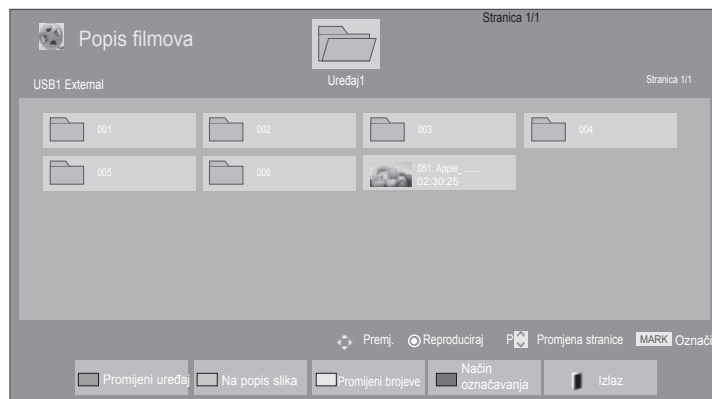 Stranica 1/1
Popis filmova
USB1 External
Uređaj1
Stranica 1/1
001
002
003
004
005
006
051. Apple_ ......
02:30:25
Premj.
Reproduciraj
P
Promjena stranice
MARK
Označi
Promijeni uređaj
Na popis slika
Promijeni brojeve
Način
označavanja
Izlaz